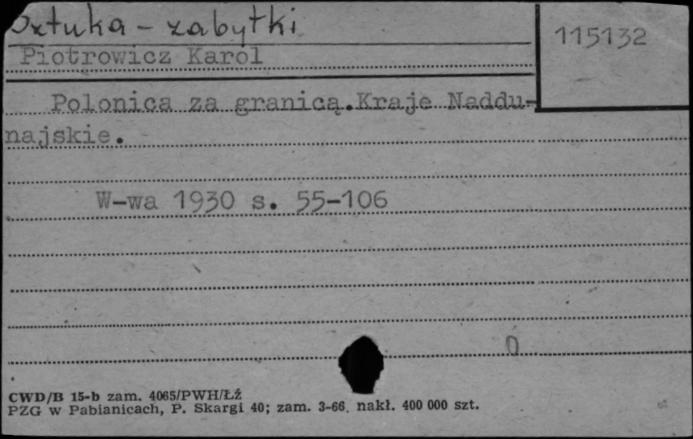 Sztuka - zabytki
115132
Piotrowicz Karol
Polonica za granicą.Kraje Naddu-
najskie.
W-wa 1930 s. 55-106
0
CWD/B 15-b zam. 4065/PWH/ŁŹ
PZG w Pabianicach, P. Skargi 40; zam. 3-66. nakł. 400 000 szt.